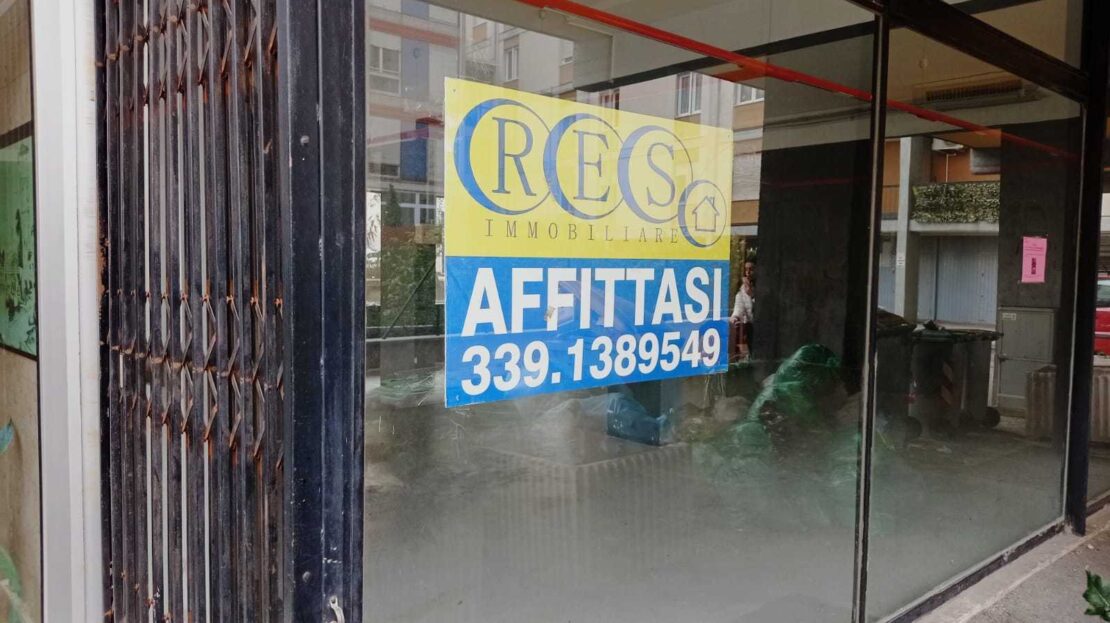 RES
IMMOBILIARE
AFFITTASI
339.1389549